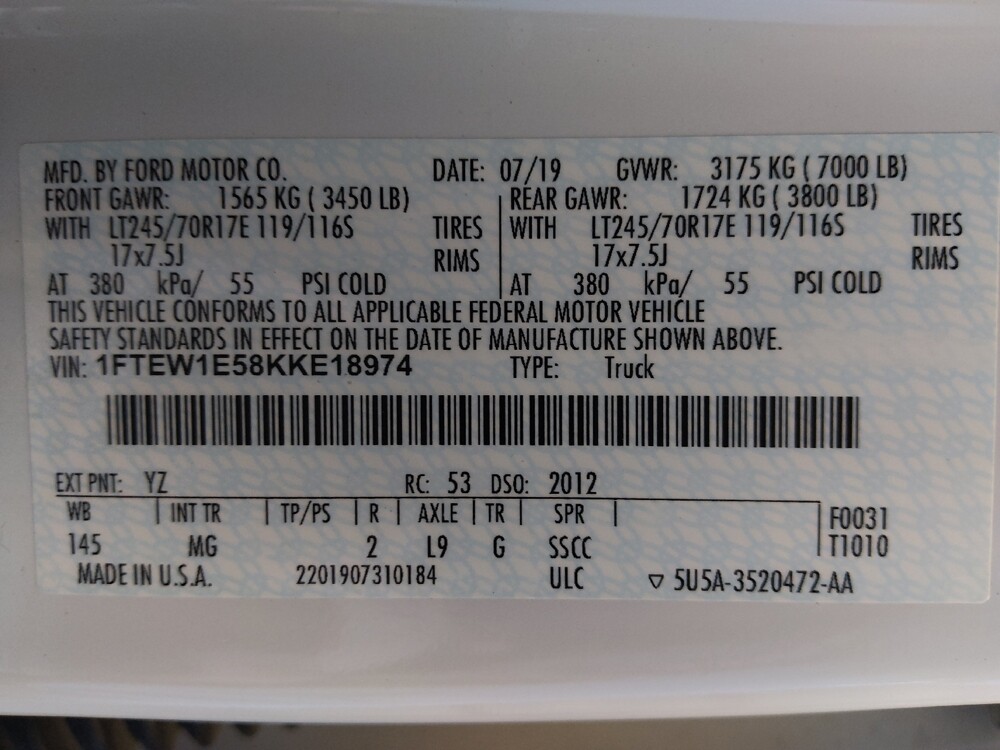 MFD. BY FORD MOTOR CO. DATE: 07/19 GVWR: 3175 KG ( 7000 LB)
FRONT GAWR: 1565 KG ( 3450 LB) REAR GAWR: 1724 KG ( 3800 LB)
WITH LT245/70R17E 119/116S TIRES WITH LT245/70R17E 119/116S TIRES
17x7.5J RIMS 17x7.5J RIMS
AT 380 kPa/ 55 PSI COLD AT 380 kPa/ 55 PSI COLD
THIS VEHICLE CONFORMS TO ALL APPLICABLE FEDERAL MOTOR VEHICLE
SAFETY STANDARDS IN EFFECT ON THE DATE OF MANUFACTURE SHOWN ABOVE.
VIN: 1FTEW1E58KKE18974 TYPE: Truck
EXT PNT: YZ RC: 53 DSO: 2012
WB INT TR TP/PS R AXLE TR SPR F0031
145 MG 2 L9 G SSCC T1010
MADE IN U.S.A. 2201907310184 ULC ▽ 5U5A-3520472-AA